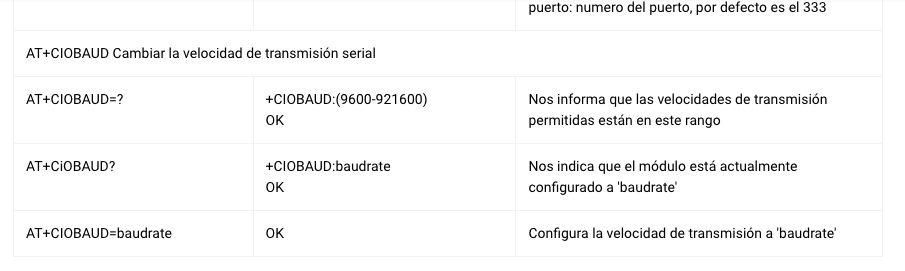 puerto: numero del puerto, por defecto es el 333
AT+CIOBAUD Cambiar la velocidad de transmisión serial
AT+CIOBAUD=?
+CIOBAUD:(9600-921600)
OK
Nos informa que las velocidades de transmisión
permitidas están en este rango
AT+CiOBAUD?
+CIOBAUD:baudrate
OK
Nos indica que el módulo está actualmente
configurado a 'baudrate'
AT+CIOBAUD=baudrate
OK
Configura la velocidad de transmisión a 'baudrate'